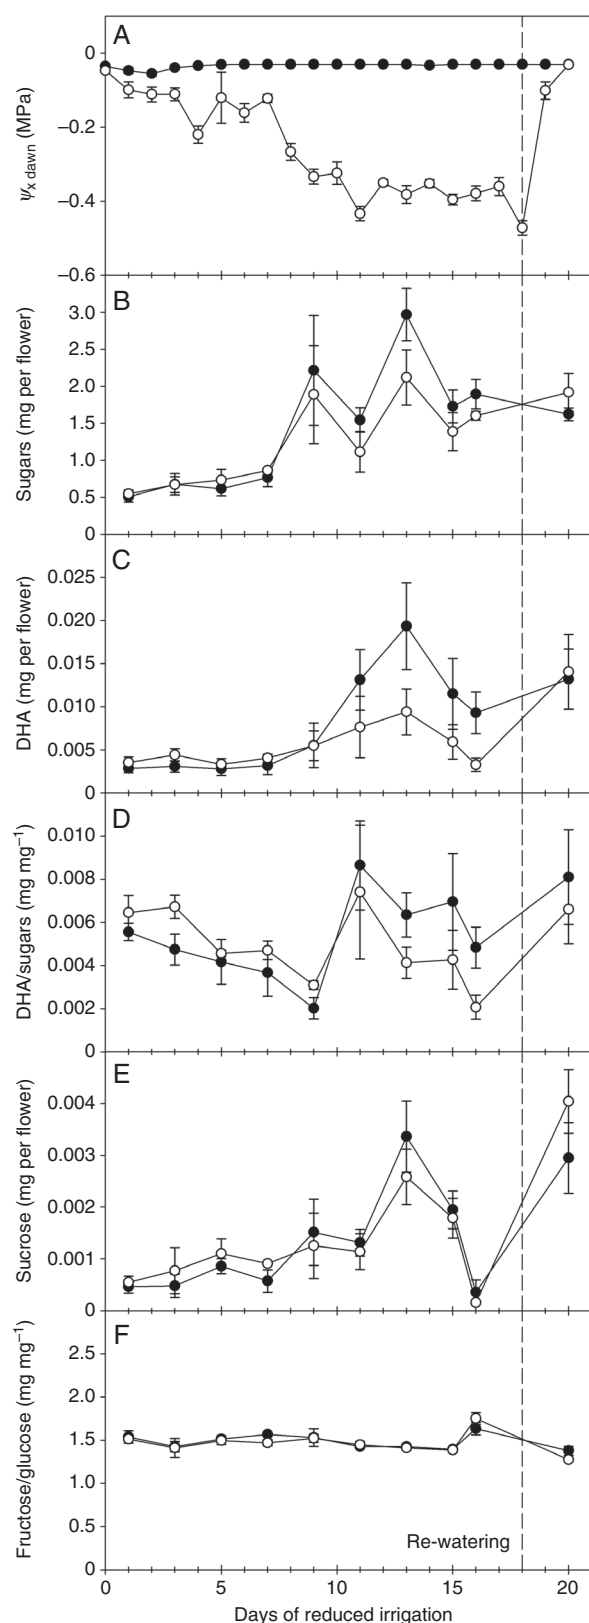 A
0
−0.2
−0.4
−0.6
ψx dawn (MPa)
B
3.0
2.5
2.0
1.5
1.0
0.5
0
Sugars (mg per flower)
C
0.025
0.020
0.015
0.010
0.005
0
DHA (mg per flower)
D
0.010
0.008
0.006
0.004
0.002
0
DHA/sugars (mg mg−1)
E
0.004
0.003
0.002
0.001
0
Sucrose (mg per flower)
F
2.5
2.0
1.5
1.0
0.5
0
Fructose/glucose (mg mg−1)
Re-watering
0 5 10 15 20
Days of reduced irrigation